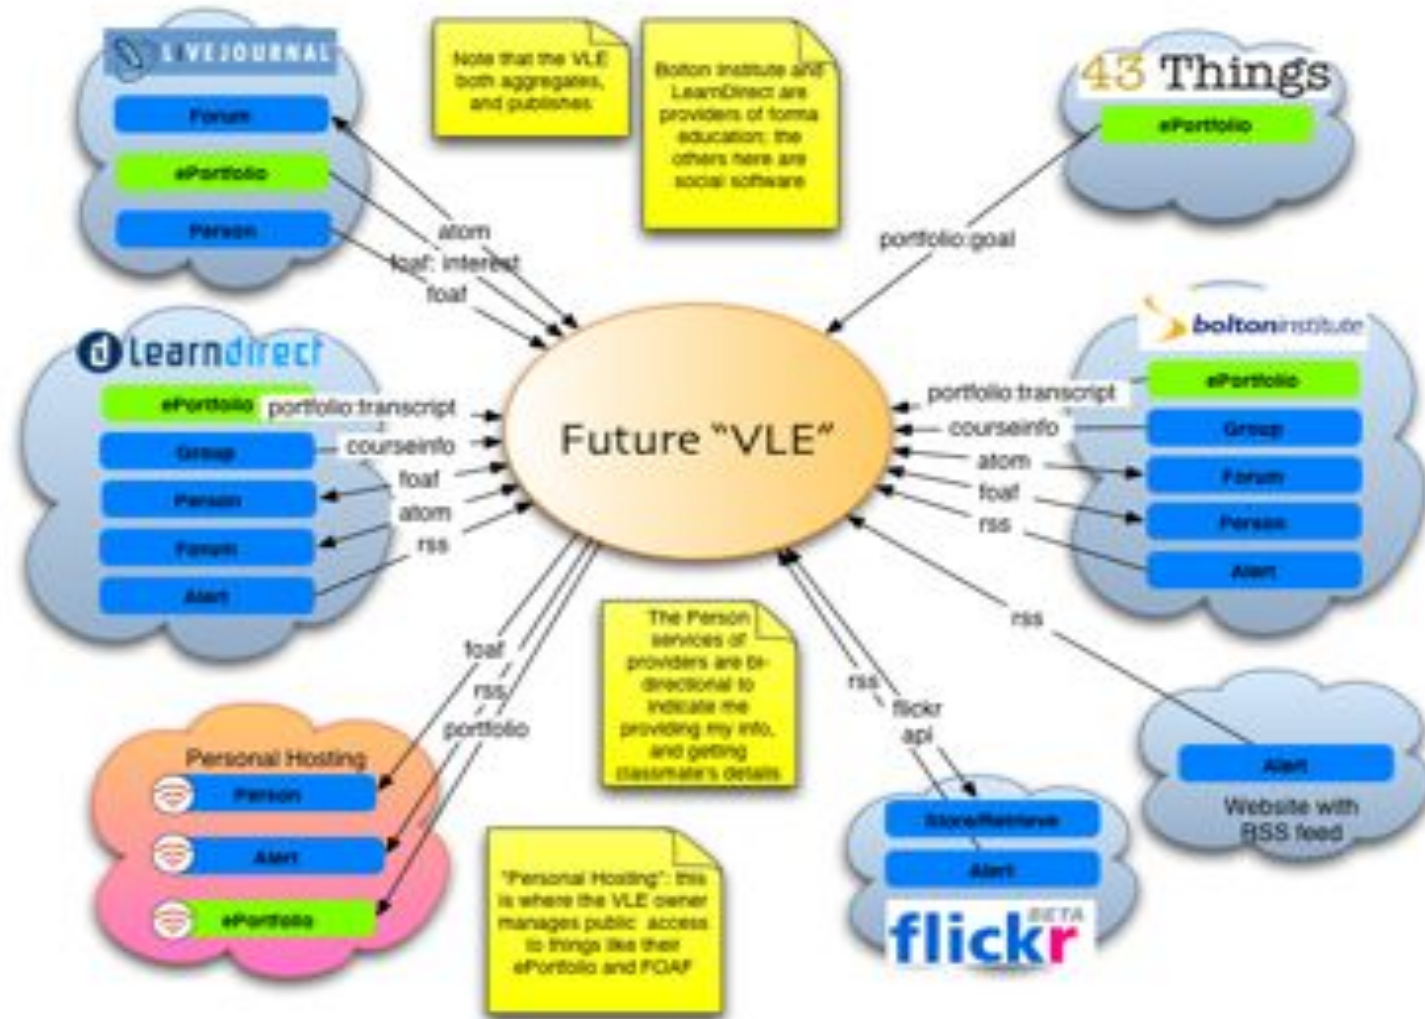 LIVEJOURNAL
Forum
ePortfolio
Person
atom
foaf: interest
foaf
Note that the VLE
both aggregates,
and publishes
Bolton Institute and
LearnDirect are
providers of forma
education; the
others here are
social software
43 Things
ePortfolio
portfolio:goal
learndirect
ePortfolio
Group
Person
Forum
Alert
portfolio:transcript
courseinfo
foaf
atom
rss
Future "VLE"
boltoninstitute
ePortfolio
Group
Forum
Person
Alert
portfolio:transcript
courseinfo
atom
foaf
rss
foaf
rss
portfolio
Personal Hosting
Person
Alert
ePortfolio
The Person
services of
providers are bi-
directional to
indicate me
providing my info,
and getting
classmate's details
"Personal Hosting": this
is where the VLE owner
manages public access
to things like their
ePortfolio and FOAF
rss
flickr
api
Store/Retrieve
Alert
flickr
BETA
rss
Alert
Website with
RSS feed